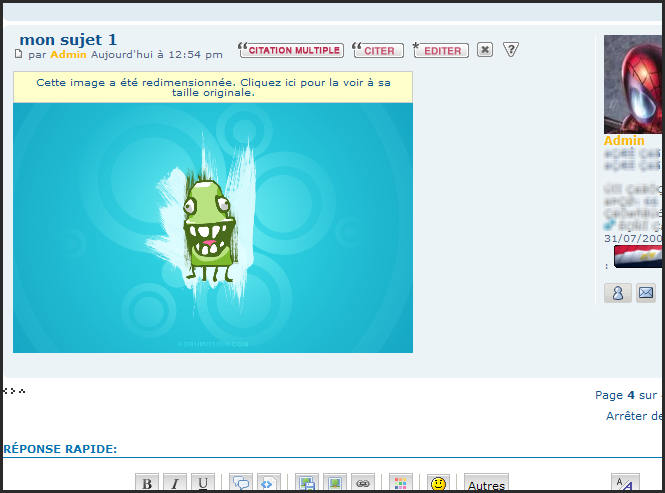 mon sujet 1
par Admin Aujourd'hui à 12:54 pm
CITATION MULTIPLE
CITER
EDITER
Cette image a été redimensionnée. Cliquez ici pour la voir à sa
taille originale.
Admin
31/07/200
:
Page 4 sur
Arrêter de
RÉPONSE RAPIDE:
B I U
Autres